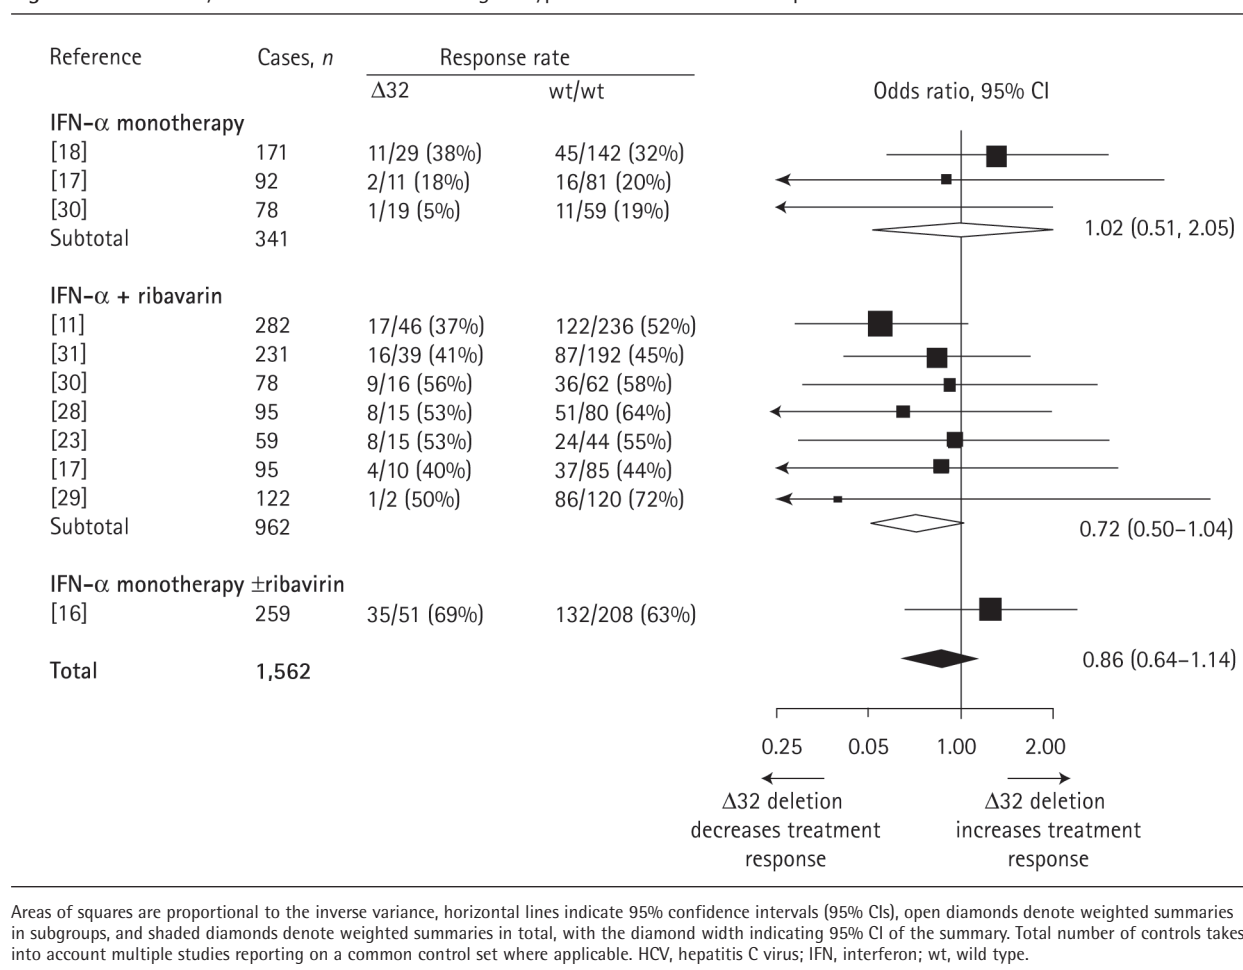 Reference Cases, n Response rate
Δ32 wt/wt Odds ratio, 95% CI
IFN-α monotherapy
[18] 171 11/29 (38%) 45/142 (32%)
[17] 92 2/11 (18%) 16/81 (20%)
[30] 78 1/19 (5%) 11/59 (19%)
Subtotal 341 1.02 (0.51, 2.05)
IFN-α + ribavarin
[11] 282 17/46 (37%) 122/236 (52%)
[31] 231 16/39 (41%) 87/192 (45%)
[30] 78 9/16 (56%) 36/62 (58%)
[28] 95 8/15 (53%) 51/80 (64%)
[23] 59 8/15 (53%) 24/44 (55%)
[17] 95 4/10 (40%) 37/85 (44%)
[29] 122 1/2 (50%) 86/120 (72%)
Subtotal 962 0.72 (0.50–1.04)
IFN-α monotherapy ±ribavirin
[16] 259 35/51 (69%) 132/208 (63%)
Total 1,562 0.86 (0.64–1.14)
0.25 0.05 1.00 2.00
Δ32 deletion Δ32 deletion
decreases treatment increases treatment
response response
Areas of squares are proportional to the inverse variance, horizontal lines indicate 95% confidence intervals (95% CIs), open diamonds denote weighted summaries
in subgroups, and shaded diamonds denote weighted summaries in total, with the diamond width indicating 95% CI of the summary. Total number of controls takes
into account multiple studies reporting on a common control set where applicable. HCV, hepatitis C virus; IFN, interferon; wt, wild type.